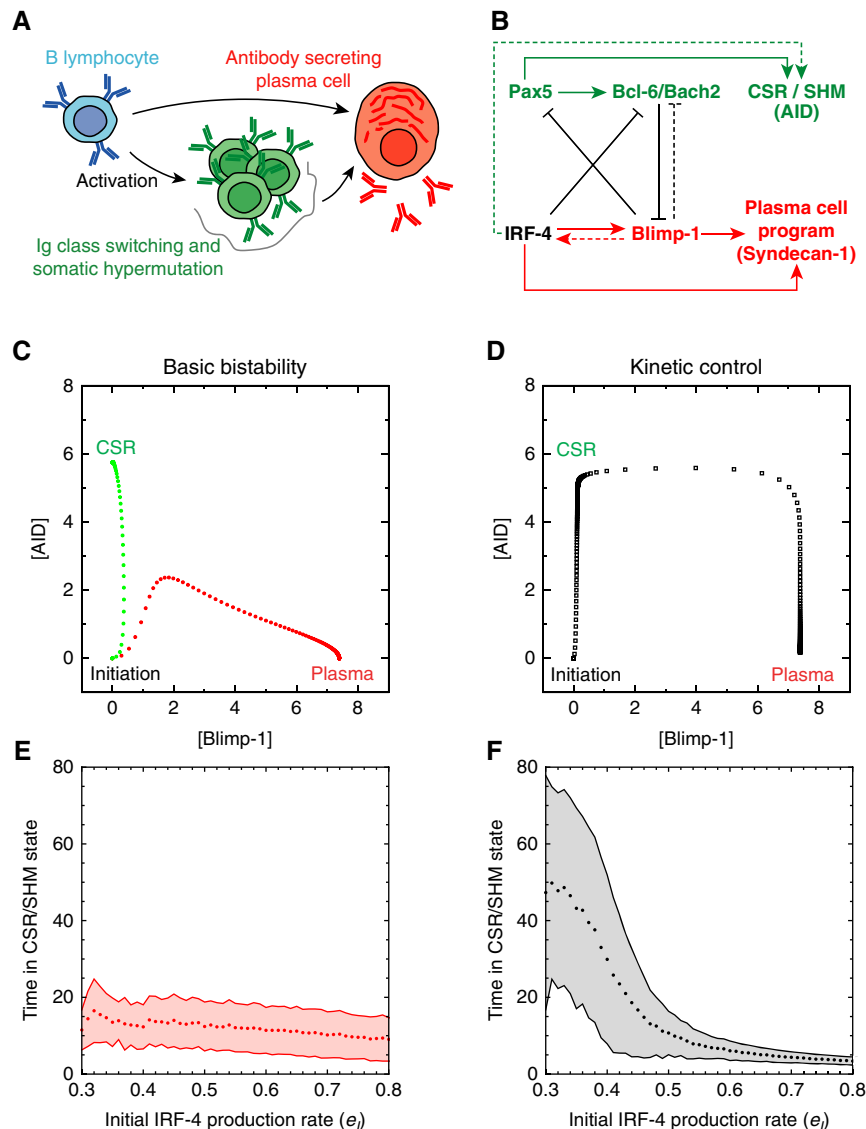 A
B lymphocyte
Antibody secreting
plasma cell
Activation
Ig class switching and
somatic hypermutation
B
Pax5
Bcl-6/Bach2
CSR / SHM
(AID)
IRF-4
Blimp-1
Plasma cell
program
(Syndecan-1)
C
Basic bistability
8
6
4
2
0
[AID]
CSR
Initiation
Plasma
0 2 4 6 8
[Blimp-1]
D
Kinetic control
8
6
4
2
0
[AID]
CSR
Initiation
Plasma
0 2 4 6 8
[Blimp-1]
E
80
60
40
20
0
Time in CSR/SHM state
0.3 0.4 0.5 0.6 0.7 0.8
Initial IRF-4 production rate (eI)
F
80
60
40
20
0
Time in CSR/SHM state
0.3 0.4 0.5 0.6 0.7 0.8
Initial IRF-4 production rate (eI)